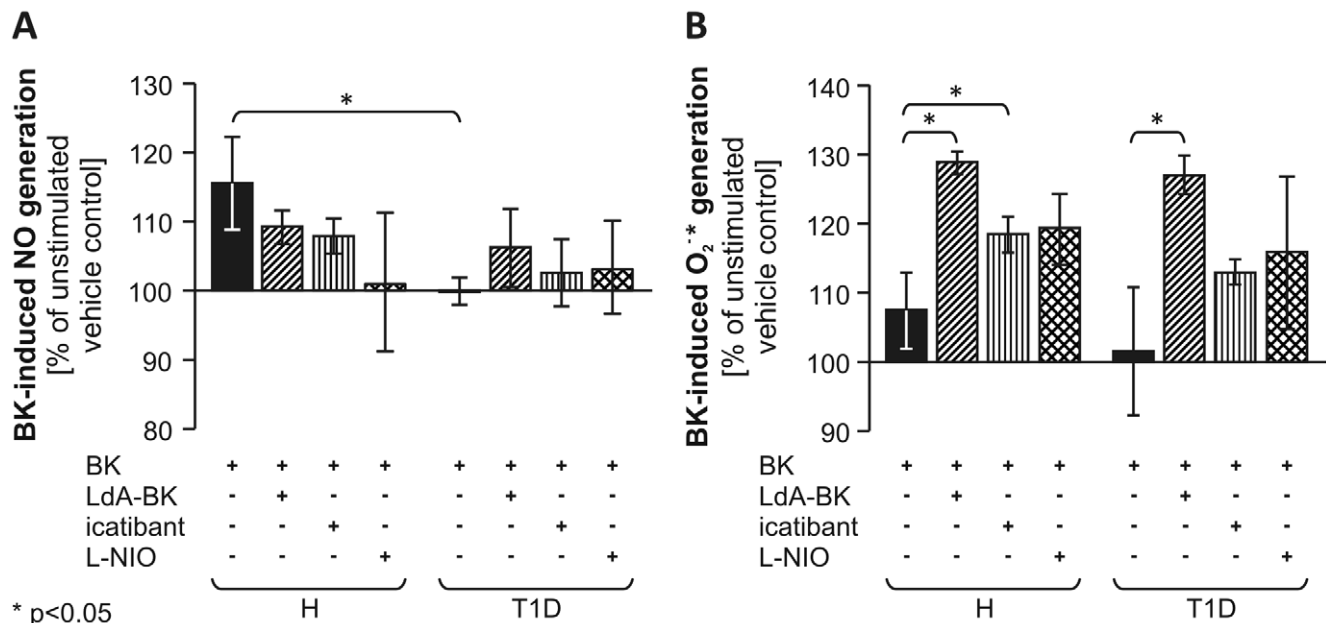 A
BK-induced NO generation
[% of unstimulated
vehicle control]
130
120
110
100
90
80
*
BK + + + + + + + +
LdA-BK - + - - - + - -
icatibant - - + - - - + -
L-NIO - - - + - - - +
H T1D
* p<0.05
B
BK-induced O₂⁻* generation
[% of unstimulated
vehicle control]
140
130
120
110
100
90
*
* *
BK + + + + + + + +
LdA-BK - + - - - + - -
icatibant - - + - - - + -
L-NIO - - - + - - - +
H T1D